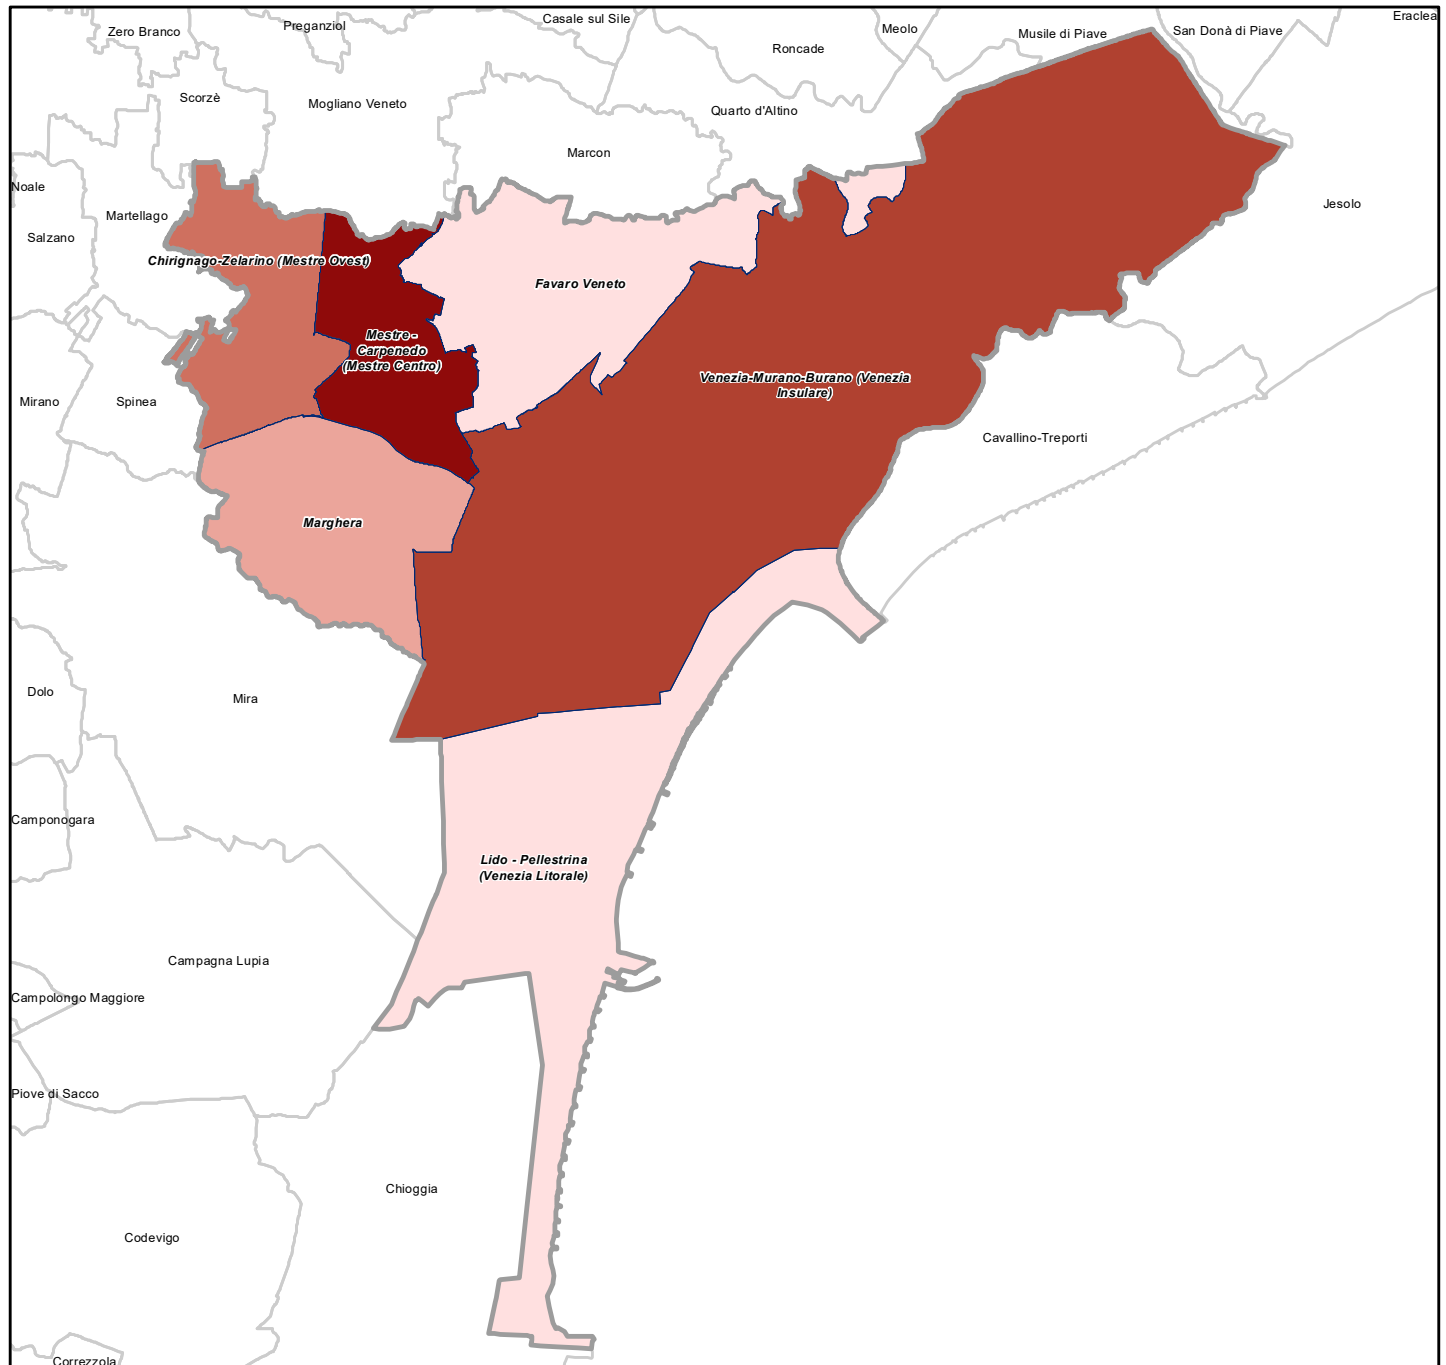 Casale sul Sile
Eraclea
Preganziol
Meolo
Zero Branco
San Donà di Piave
Musile di Piave
Roncade
Scorzè
Mogliano Veneto
Quarto d'Altino
Marcon
Noale
Jesolo
Martellago
Salzano
Chirignago-Zelarino (Mestre Ovest)
Favaro Veneto
Mestre -
Carpenedo
(Mestre Centro)
Venezia-Murano-Burano (Venezia
Insulare)
Mirano
Spinea
Cavallino-Treporti
Marghera
Dolo
Mira
Camponogara
Lido - Pellestrina
(Venezia Litorale)
Campagna Lupia
Campolongo Maggiore
Piove di Sacco
Chioggia
Codevigo
Correzzola